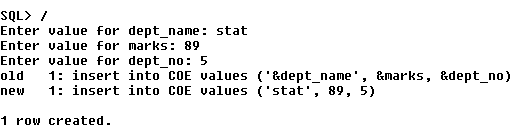 SQL> /
Enter value for dept_name: stat
Enter value for marks: 89
Enter value for dept_no: 5
old   1: insert into COE values ('&dept_name', &marks, &dept_no)
new   1: insert into COE values ('stat', 89, 5)
1 row created.